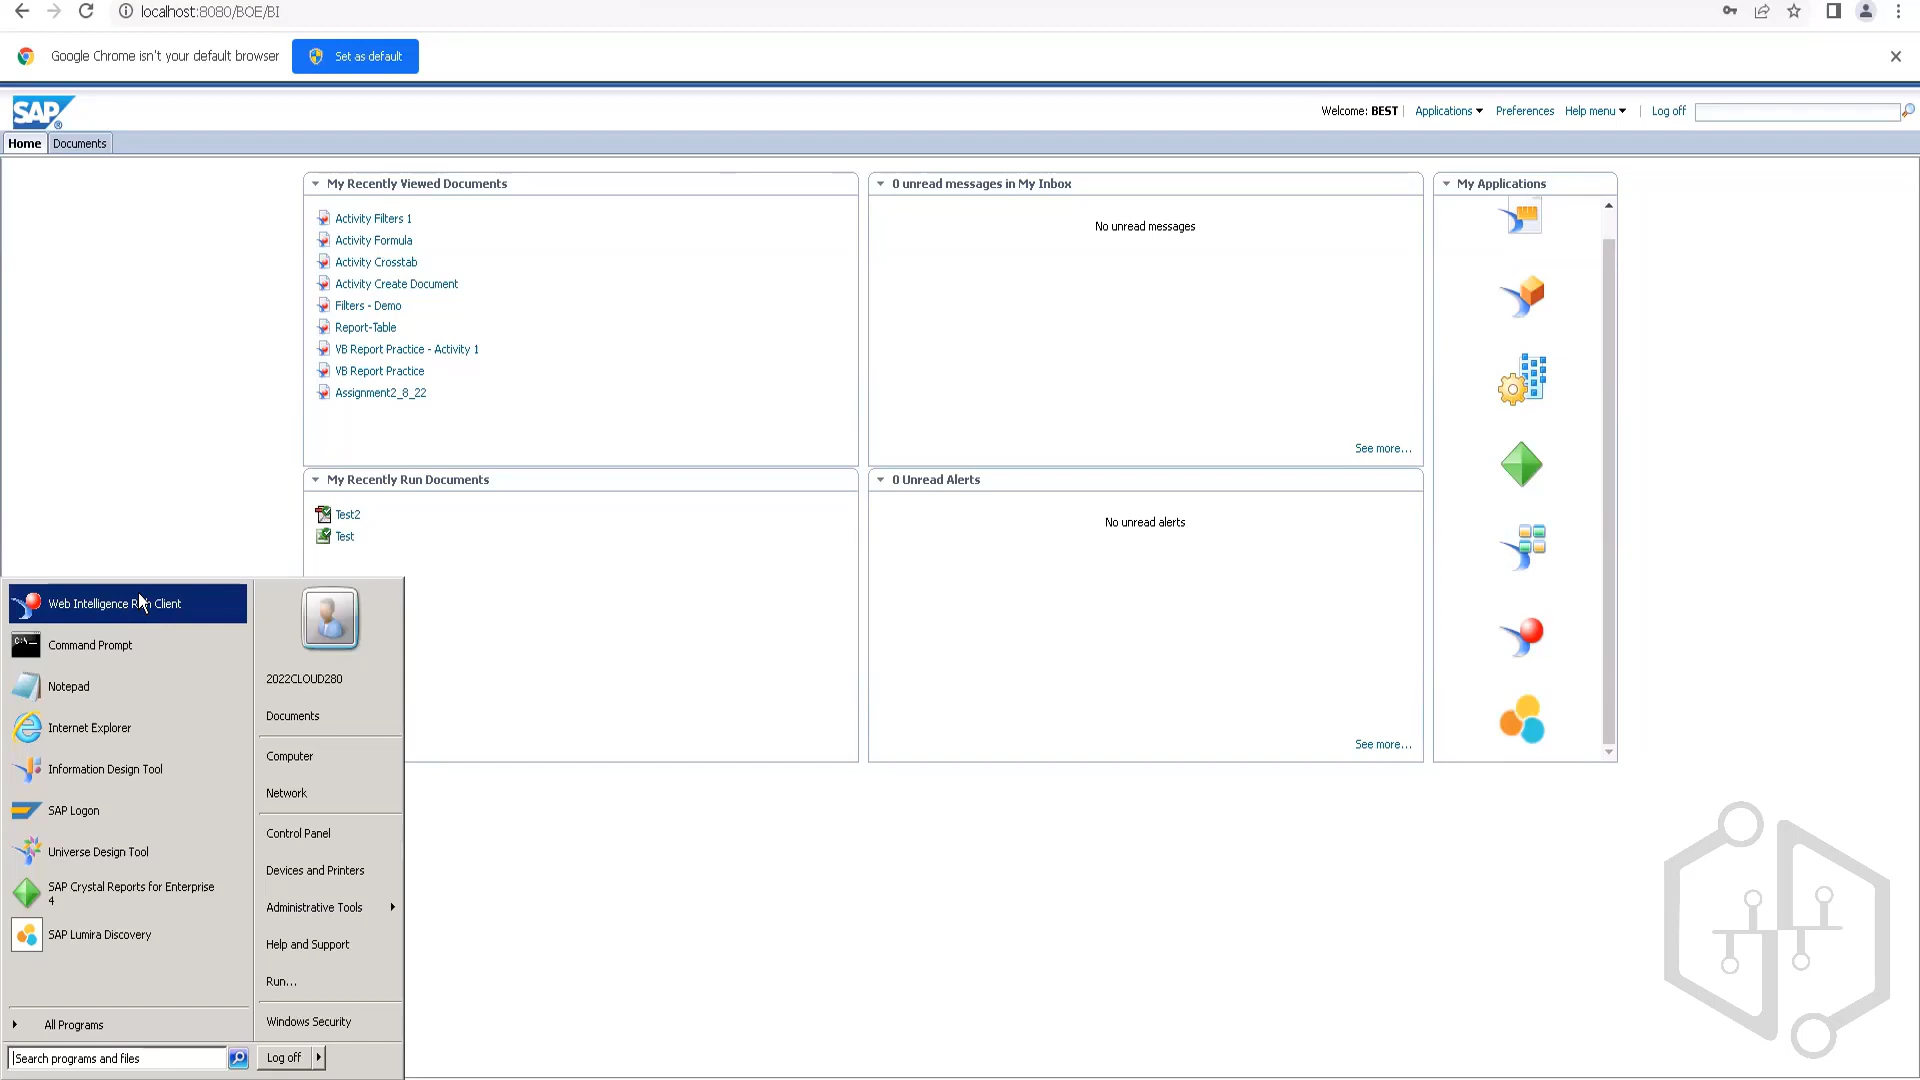 localhost:8080/BOE/BI
Google Chrome isn't your default browser
Set as default
SAP
Welcome: BEST
Applications
Preferences
Help menu
Log off
Home
Documents
My Recently Viewed Documents
Activity Filters 1
Activity Formula
Activity Crosstab
Activity Create Document
Filters - Demo
Report-Table
VB Report Practice - Activity 1
VB Report Practice
Assignment2_8_22
0 unread messages in My Inbox
No unread messages
See more...
My Applications
My Recently Run Documents
Test2
Test
0 Unread Alerts
No unread alerts
See more...
Web Intelligence Rich Client
Command Prompt
Notepad
Internet Explorer
Information Design Tool
SAP Logon
Universe Design Tool
SAP Crystal Reports for Enterprise
4
SAP Lumira Discovery
All Programs
Search programs and files
2022CLOUD280
Documents
Computer
Network
Control Panel
Devices and Printers
Administrative Tools
Help and Support
Run...
Windows Security
Log off